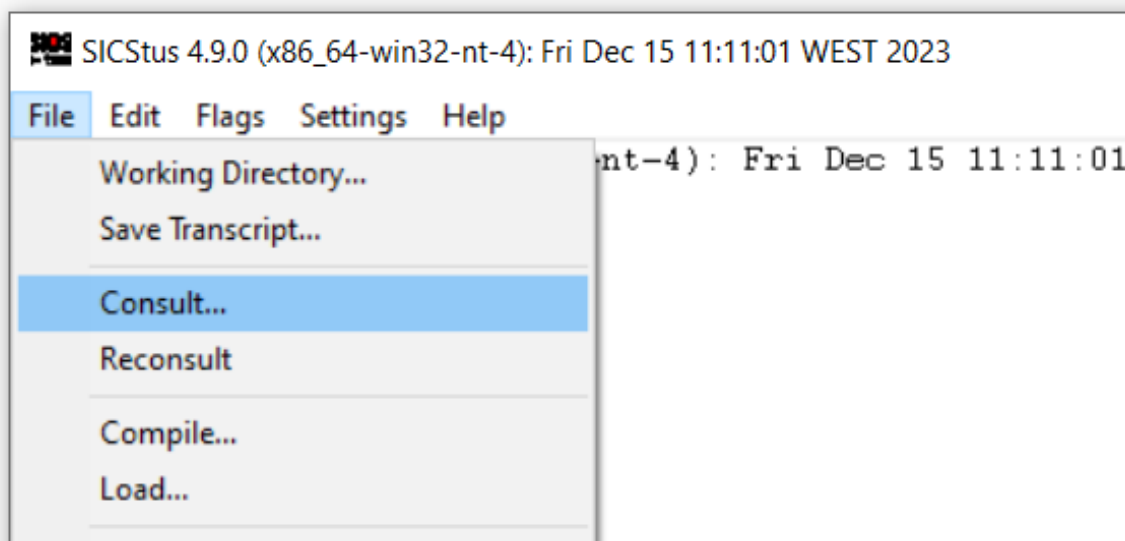 SICStus 4.9.0 (x86_64-win32-nt-4): Fri Dec 15 11:11:01 WEST 2023
File Edit Flags Settings Help
-nt-4): Fri Dec 15 11:11:01
Working Directory...
Save Transcript...
Consult...
Reconsult
Compile...
Load...